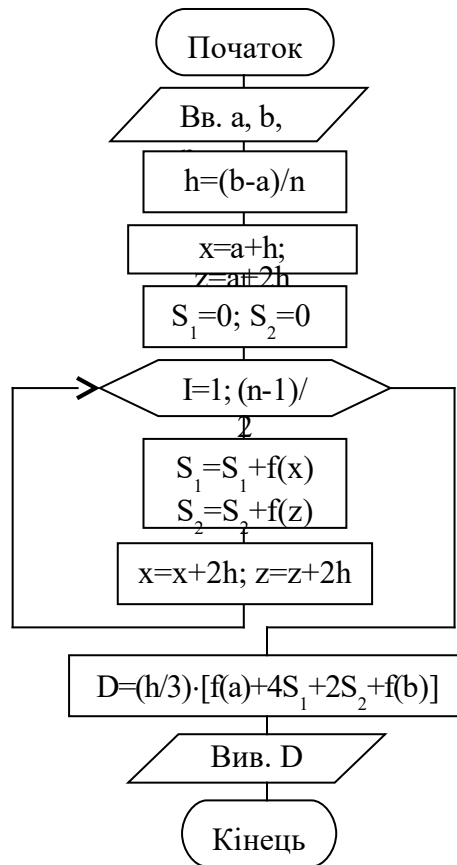 Початок
Вв. a, b,
h=(b-a)/n
x=a+h;
z=a+2h
S₁=0; S₂=0
I=1; (n-1)/
2
S₁=S₁+f(x)
S₂=S₂+f(z)
x=x+2h; z=z+2h
D=(h/3)·[f(a)+4S₁+2S₂+f(b)]
Вив. D
Кінець